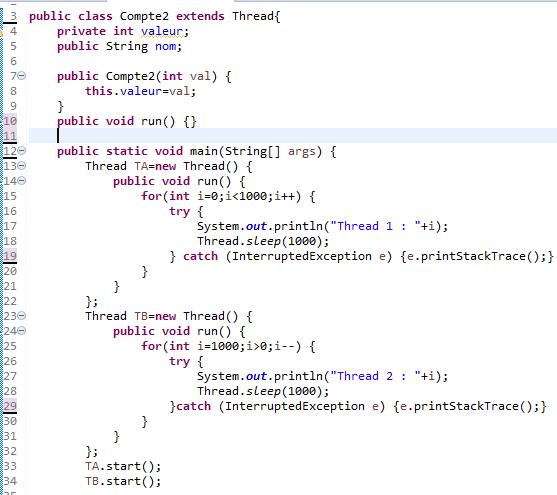 3 public class Compte2 extends Thread{
4     private int valeur;
5     public String nom;
6
7     public Compte2(int val) {
8         this.valeur=val;
9     }
10     public void run() {}
11
12     public static void main(String[] args) {
13         Thread TA=new Thread() {
14             public void run() {
15                 for(int i=0;i<1000;i++) {
16                     try {
17                         System.out.println("Thread 1 : "+i);
18                         Thread.sleep(1000);
19                     } catch (InterruptedException e) {e.printStackTrace();}
20                 }
21             }
22         };
23         Thread TB=new Thread() {
24             public void run() {
25                 for(int i=1000;i>0;i--) {
26                     try {
27                         System.out.println("Thread 2 : "+i);
28                         Thread.sleep(1000);
29                     }catch (InterruptedException e) {e.printStackTrace();}
30                 }
31             }
32         };
33         TA.start();
34         TB.start();